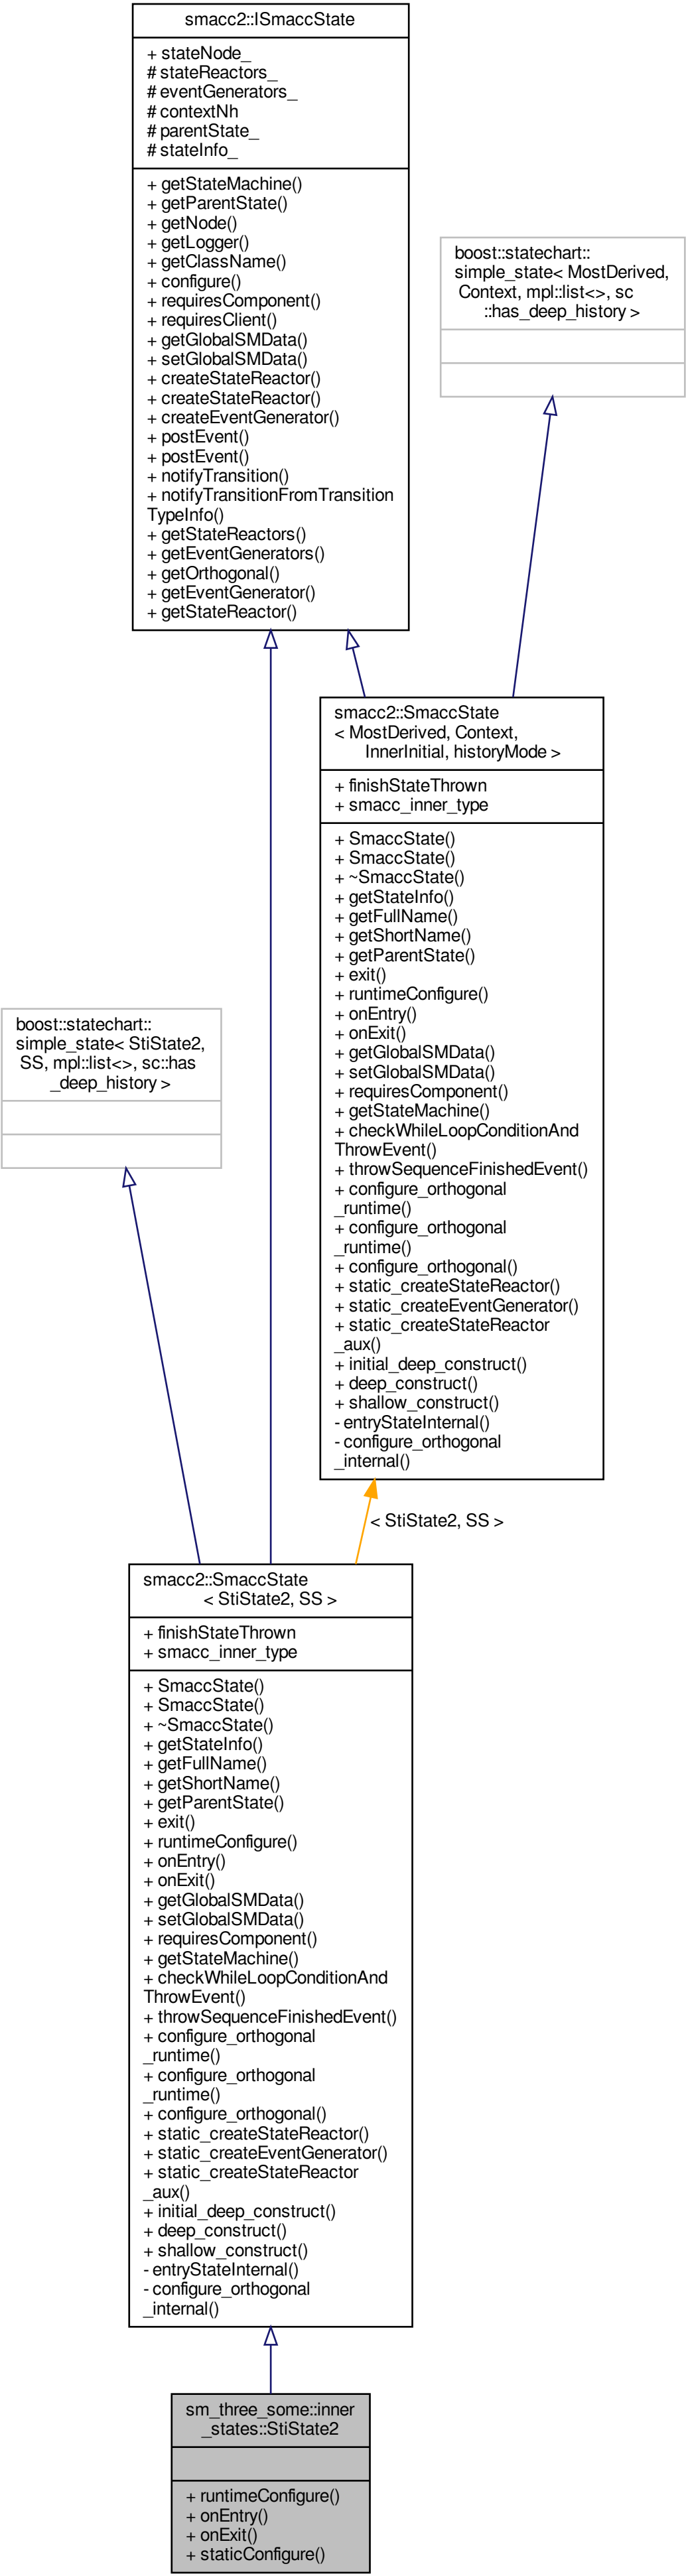 smacc2::ISmaccState
+ stateNode_
# stateReactors_
# eventGenerators_
# contextNh
# parentState_
# stateInfo_
+ getStateMachine()
+ getParentState()
+ getNode()
+ getLogger()
+ getClassName()
+ configure()
+ requiresComponent()
+ requiresClient()
+ getGlobalSMData()
+ setGlobalSMData()
+ createStateReactor()
+ createStateReactor()
+ createEventGenerator()
+ postEvent()
+ postEvent()
+ notifyTransition()
+ notifyTransitionFromTransition
TypeInfo()
+ getStateReactors()
+ getEventGenerators()
+ getOrthogonal()
+ getEventGenerator()
+ getStateReactor()
boost::statechart::
simple_state< MostDerived,
Context, mpl::list<>, sc
::has_deep_history >
smacc2::SmaccState
< MostDerived, Context,
InnerInitial, historyMode >
+ finishStateThrown
+ smacc_inner_type
+ SmaccState()
+ SmaccState()
+ ~SmaccState()
+ getStateInfo()
+ getFullName()
+ getShortName()
+ getParentState()
+ exit()
+ runtimeConfigure()
+ onEntry()
+ onExit()
+ getGlobalSMData()
+ setGlobalSMData()
+ requiresComponent()
+ getStateMachine()
+ checkWhileLoopConditionAnd
ThrowEvent()
+ throwSequenceFinishedEvent()
+ configure_orthogonal
_runtime()
+ configure_orthogonal
_runtime()
+ configure_orthogonal()
+ static_createStateReactor()
+ static_createEventGenerator()
+ static_createStateReactor
_aux()
+ initial_deep_construct()
+ deep_construct()
+ shallow_construct()
- entryStateInternal()
- configure_orthogonal
_internal()
boost::statechart::
simple_state< StiState2,
SS, mpl::list<>, sc::has
_deep_history >
< StiState2, SS >
smacc2::SmaccState
< StiState2, SS >
+ finishStateThrown
+ smacc_inner_type
+ SmaccState()
+ SmaccState()
+ ~SmaccState()
+ getStateInfo()
+ getFullName()
+ getShortName()
+ getParentState()
+ exit()
+ runtimeConfigure()
+ onEntry()
+ onExit()
+ getGlobalSMData()
+ setGlobalSMData()
+ requiresComponent()
+ getStateMachine()
+ checkWhileLoopConditionAnd
ThrowEvent()
+ throwSequenceFinishedEvent()
+ configure_orthogonal
_runtime()
+ configure_orthogonal
_runtime()
+ configure_orthogonal()
+ static_createStateReactor()
+ static_createEventGenerator()
+ static_createStateReactor
_aux()
+ initial_deep_construct()
+ deep_construct()
+ shallow_construct()
- entryStateInternal()
- configure_orthogonal
_internal()
sm_three_some::inner
_states::StiState2
+ runtimeConfigure()
+ onEntry()
+ onExit()
+ staticConfigure()